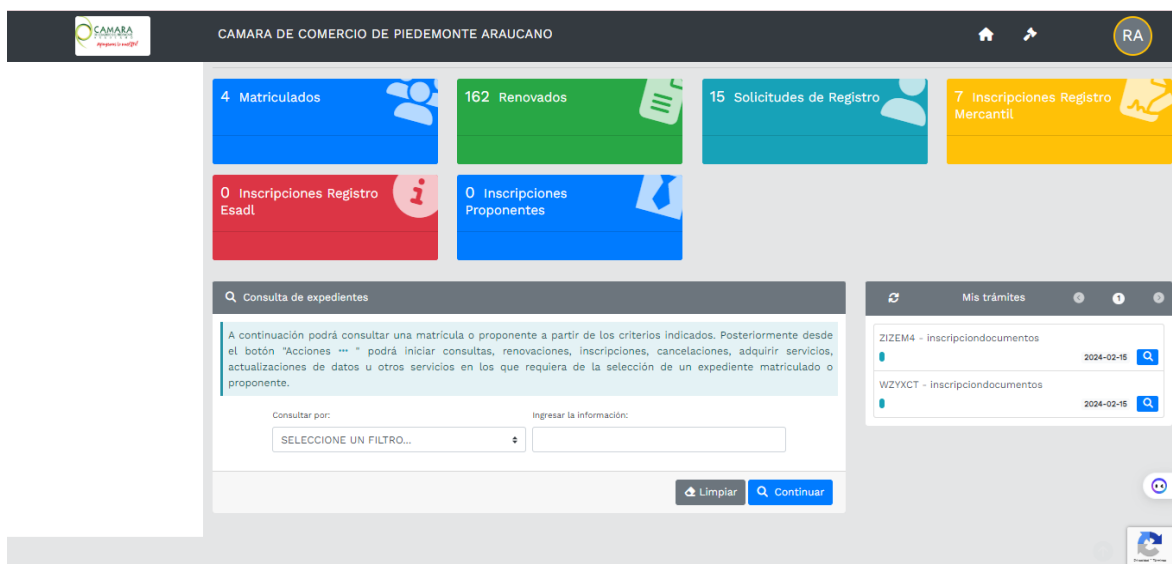 CAMARA
CAMARA DE COMERCIO DE PIEDEMONTE ARAUCANO
RA
4 Matriculados
162 Renovados
15 Solicitudes de Registro
7 Inscripciones Registro
Mercantil
0 Inscripciones Registro
Esadl
0 Inscripciones
Proponentes
Consulta de expedientes
A continuación podrá consultar una matrícula o proponente a partir de los criterios indicados. Posteriormente desde
el botón "Acciones ··· " podrá iniciar consultas, renovaciones, inscripciones, cancelaciones, adquirir servicios,
actualizaciones de datos u otros servicios en los que requiera de la selección de un expediente matriculado o
proponente.
Consultar por:
Ingresar la información:
SELECCIONE UN FILTRO...
Limpiar
Continuar
Mis trámites
1
ZIZEM4 - inscripciondocumentos
2024-02-15
WZYXCT - inscripciondocumentos
2024-02-15